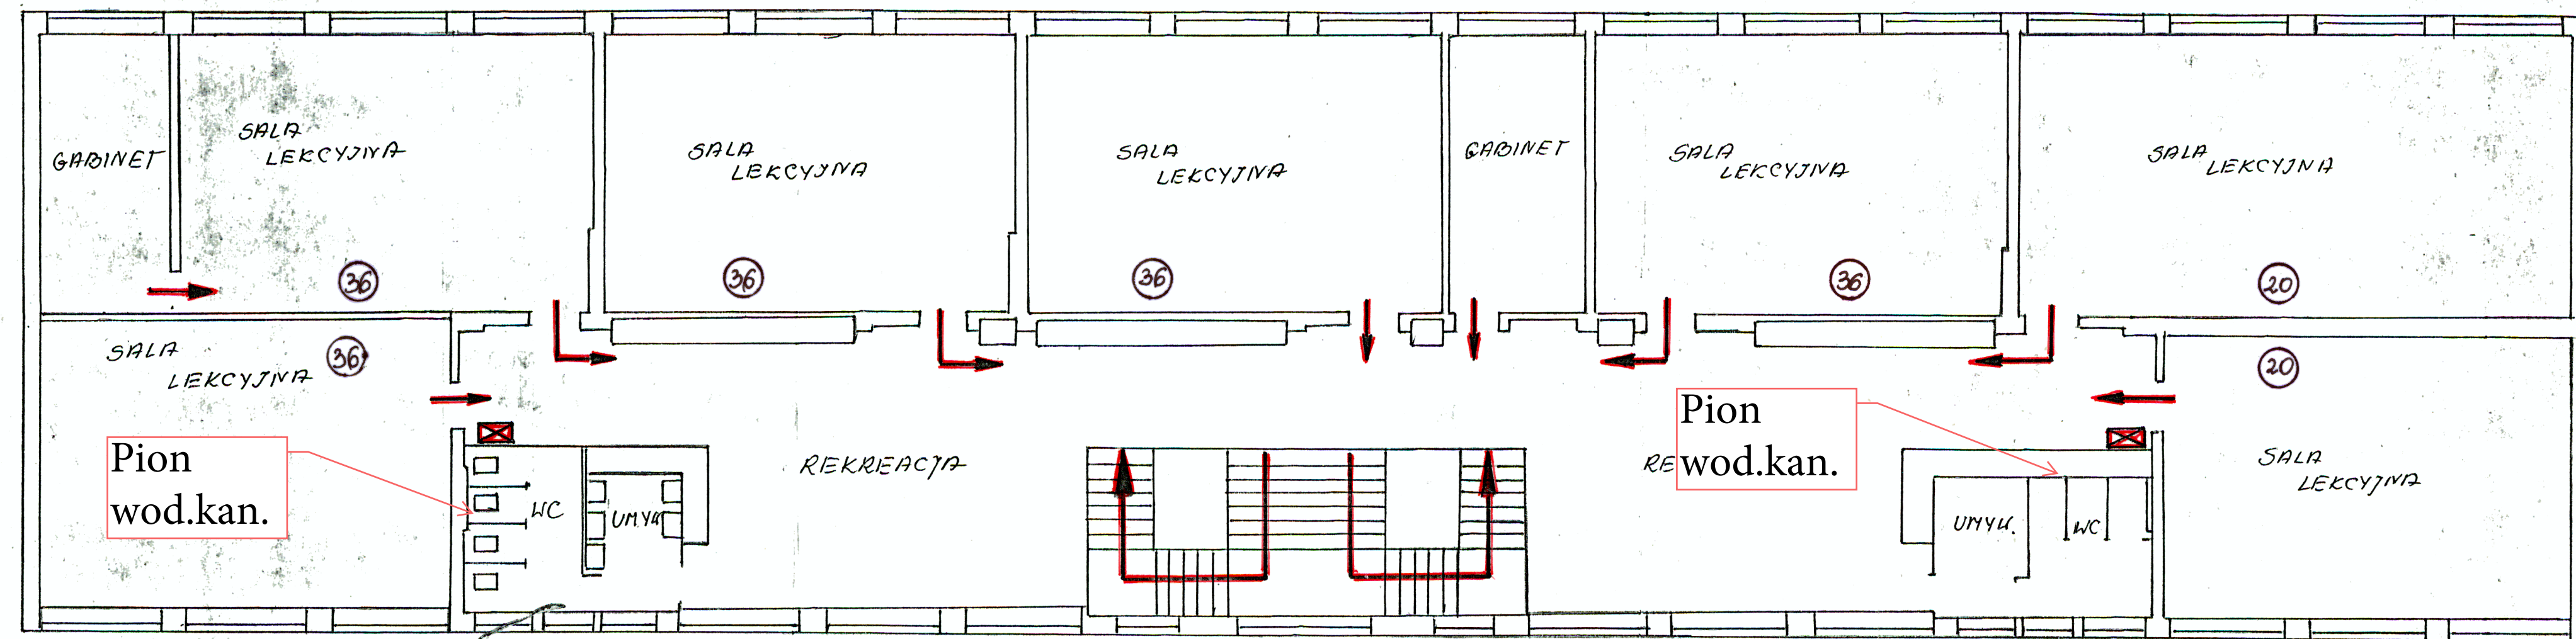 GABINET
SALA
LEKCYJNA
36
SALA
LEKCYJNA
36
SALA
LEKCYJNA
36
GABINET
SALA
LEKCYJNA
36
SALA
LEKCYJNA
20
SALA
LEKCYJNA
36
Pion
wod.kan.
WC
UMYW.
REKREACJA
RE
Pion
wod.kan.
UMYW.
WC
20
SALA
LEKCYJNA